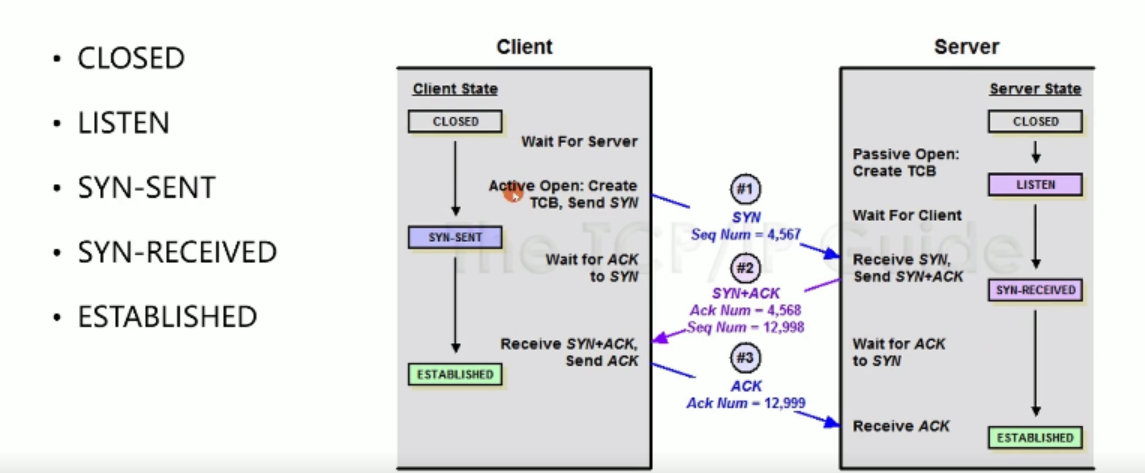 • CLOSED
• LISTEN
• SYN-SENT
• SYN-RECEIVED
• ESTABLISHED
Client
Client State
CLOSED
Wait For Server
Active Open: Create
TCB, Send SYN
SYN-SENT
Wait for ACK
to SYN
Receive SYN+ACK,
Send ACK
ESTABLISHED
#1
SYN
Seq Num = 4,567
#2
SYN+ACK
Ack Num = 4,568
Seq Num = 12,998
#3
ACK
Ack Num = 12,999
Server
Server State
CLOSED
Passive Open:
Create TCB
LISTEN
Wait For Client
Receive SYN,
Send SYN+ACK
SYN-RECEIVED
Wait for ACK
to SYN
Receive ACK
ESTABLISHED
The TCP/IP Guide